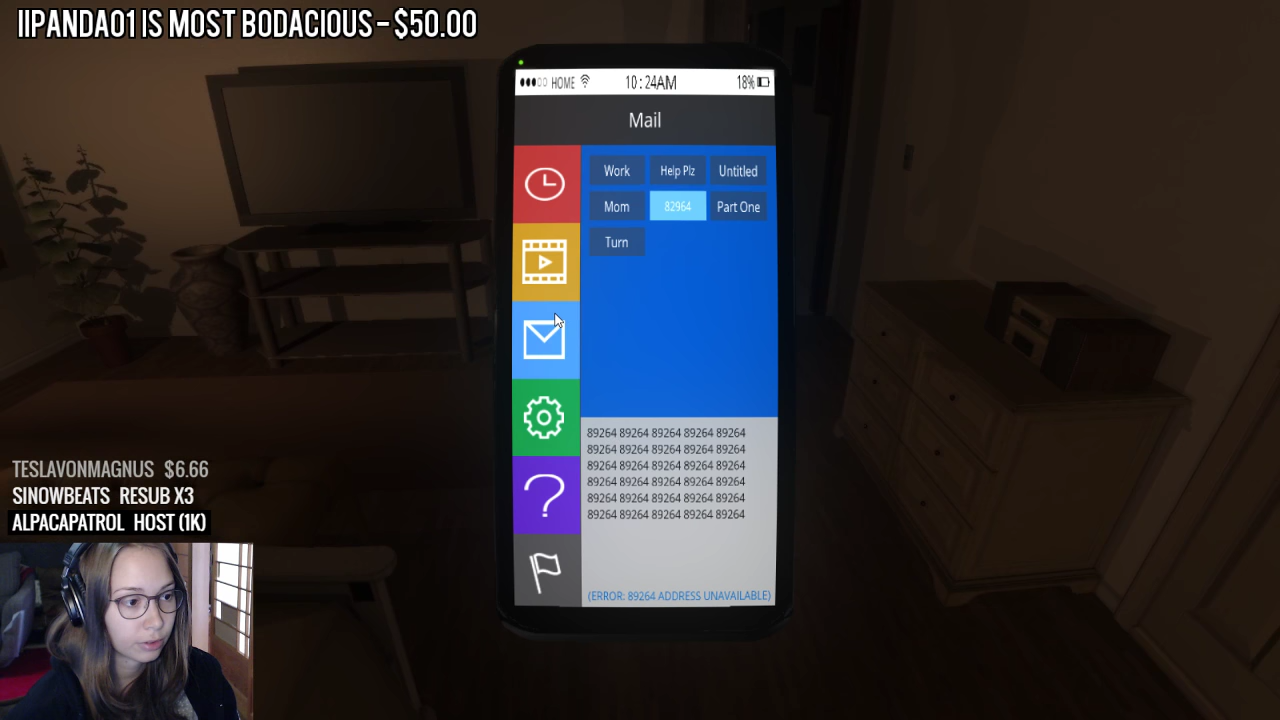 IIPANDA01 IS MOST BODACIOUS - $50.00
HOME 10:24AM 18%
Mail
Work Help Plz Untitled
Mom 82964 Part One
Turn
89264 89264 89264 89264 89264
89264 89264 89264 89264 89264
89264 89264 89264 89264 89264
89264 89264 89264 89264 89264
89264 89264 89264 89264 89264
89264 89264 89264 89264 89264
(ERROR: 89264 ADDRESS UNAVAILABLE)
TESLAVONMAGNUS $6.66
SINOWBEATS RESUB X3
ALPACAPATROL HOST (1K)